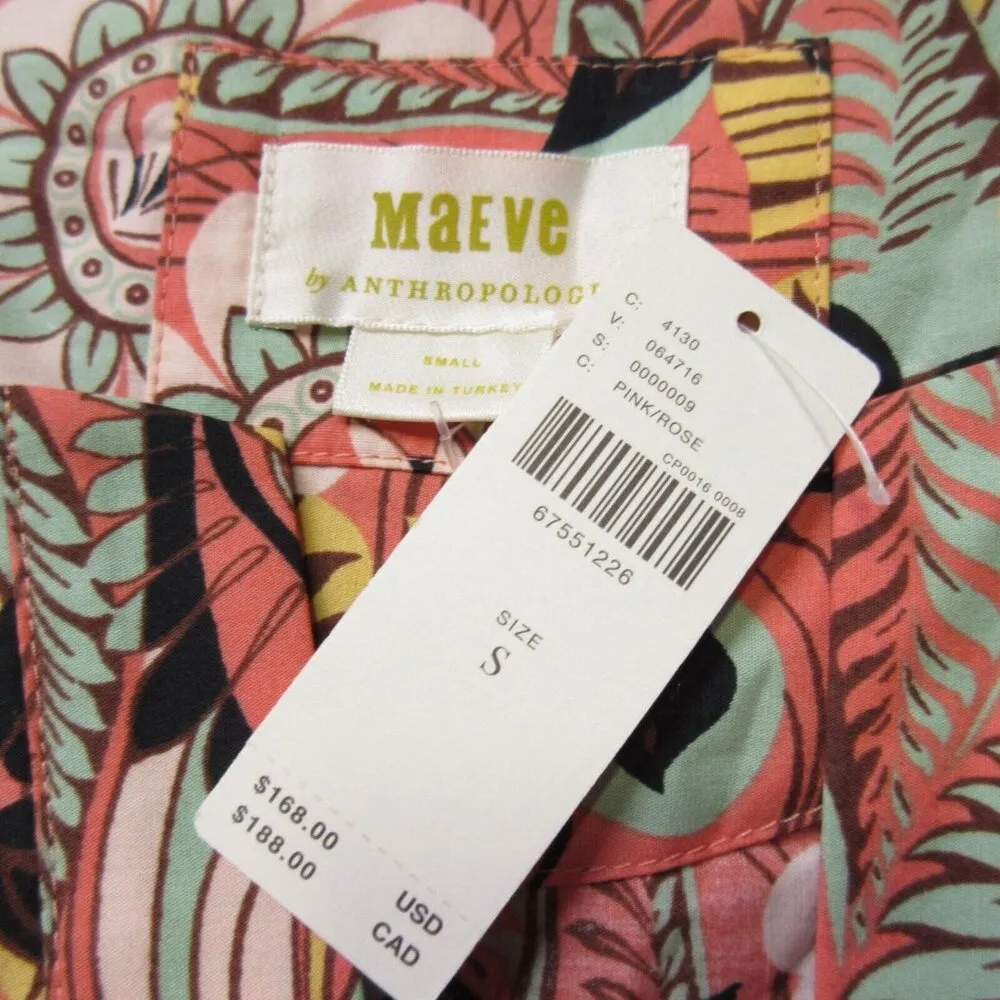 MaEve
by ANTHROPOLOGI
SMALL
MADE IN TURKEY
C: 4130
V: 064716
S: 0000009
C: PINK/ROSE
CP0016 0008
67551226
SIZE
S
$168.00 USD
$188.00 CAD